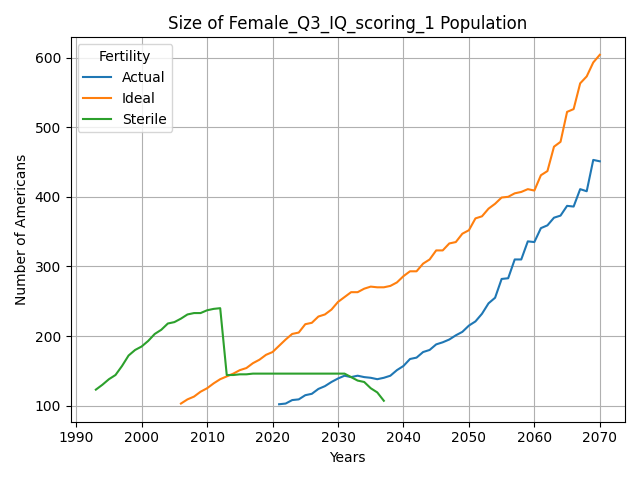 Size of Female_Q3_IQ_scoring_1 Population
Fertility
Actual
Ideal
Sterile
Number of Americans
600
500
400
300
200
100
1990
2000
2010
2020
2030
2040
2050
2060
2070
Years